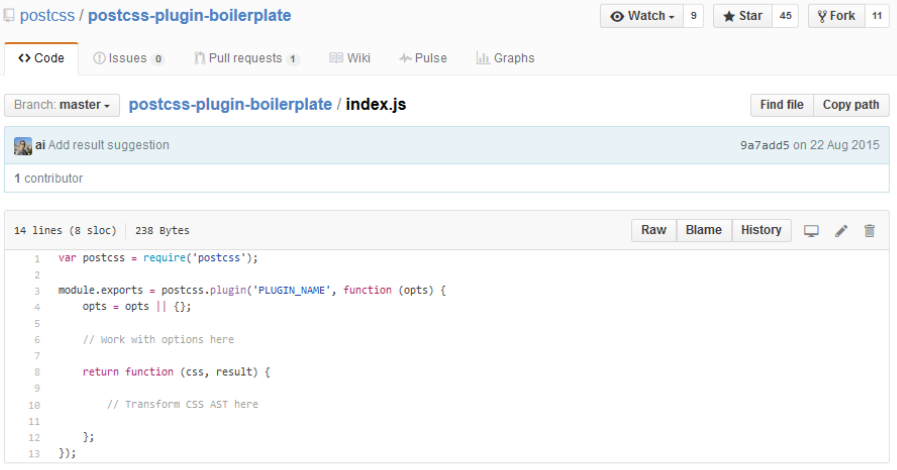 postcss / postcss-plugin-boilerplate Watch 9 Star 45 Fork 11
Code Issues 0 Pull requests 1 Wiki Pulse Graphs
Branch: master postcss-plugin-boilerplate / index.js Find file Copy path
ai Add result suggestion 9a7add5 on 22 Aug 2015
1 contributor
14 lines (8 sloc) 238 Bytes Raw Blame History
1 var postcss = require('postcss');
2
3 module.exports = postcss.plugin('PLUGIN_NAME', function (opts) {
4     opts = opts || {};
5
6     // Work with options here
7
8     return function (css, result) {
9
10         // Transform CSS AST here
11
12     };
13 });